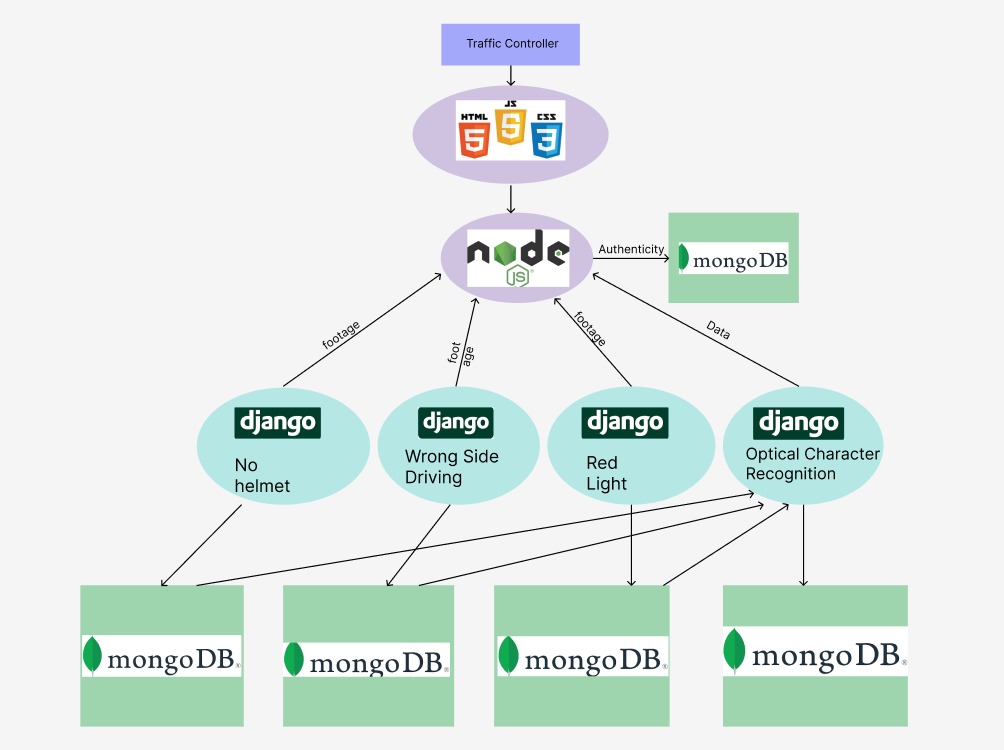 Traffic Controller
JS
HTML
CSS
5
5
3
node
JS®
Authenticity
mongoDB
footage
foot
age
footage
Data
django
No
helmet
django
Wrong Side
Driving
django
Red
Light
django
Optical Character
Recognition
mongoDB®
mongoDB®
mongoDB®
mongoDB®